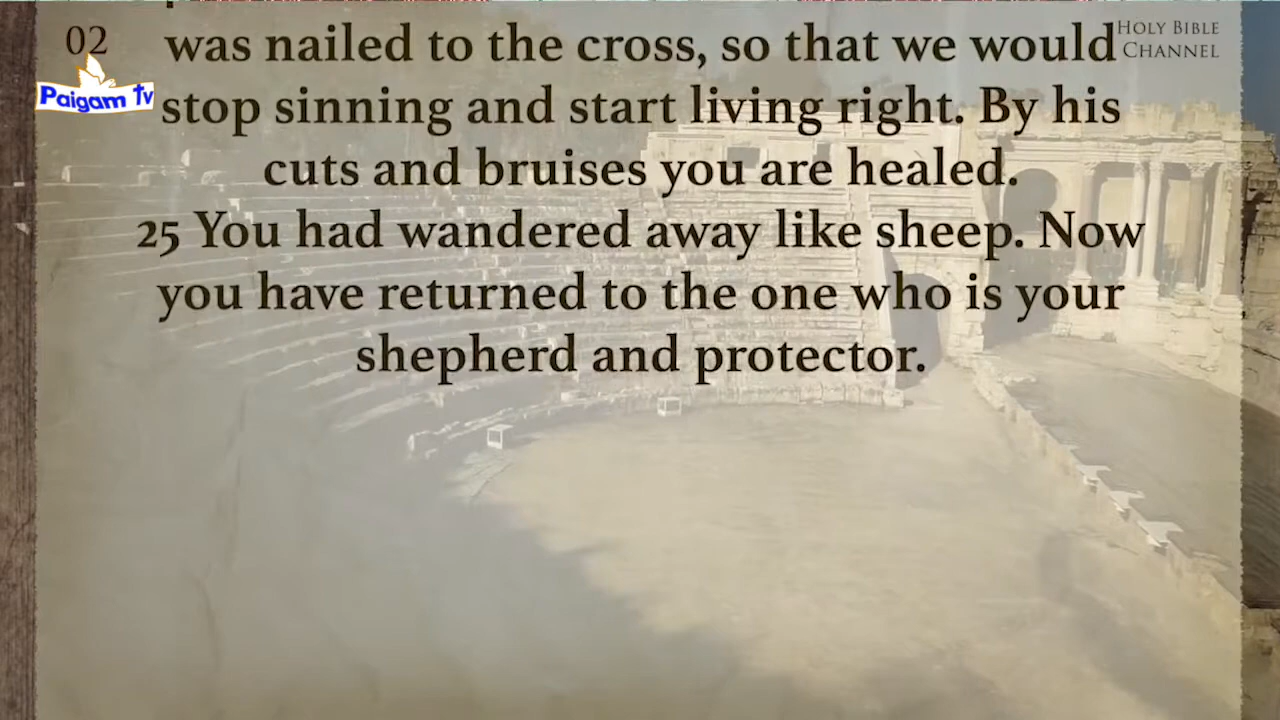 02
HOLY BIBLE
CHANNEL
Paigam Tv
was nailed to the cross, so that we would
stop sinning and start living right. By his
cuts and bruises you are healed.
25 You had wandered away like sheep. Now
you have returned to the one who is your
shepherd and protector.